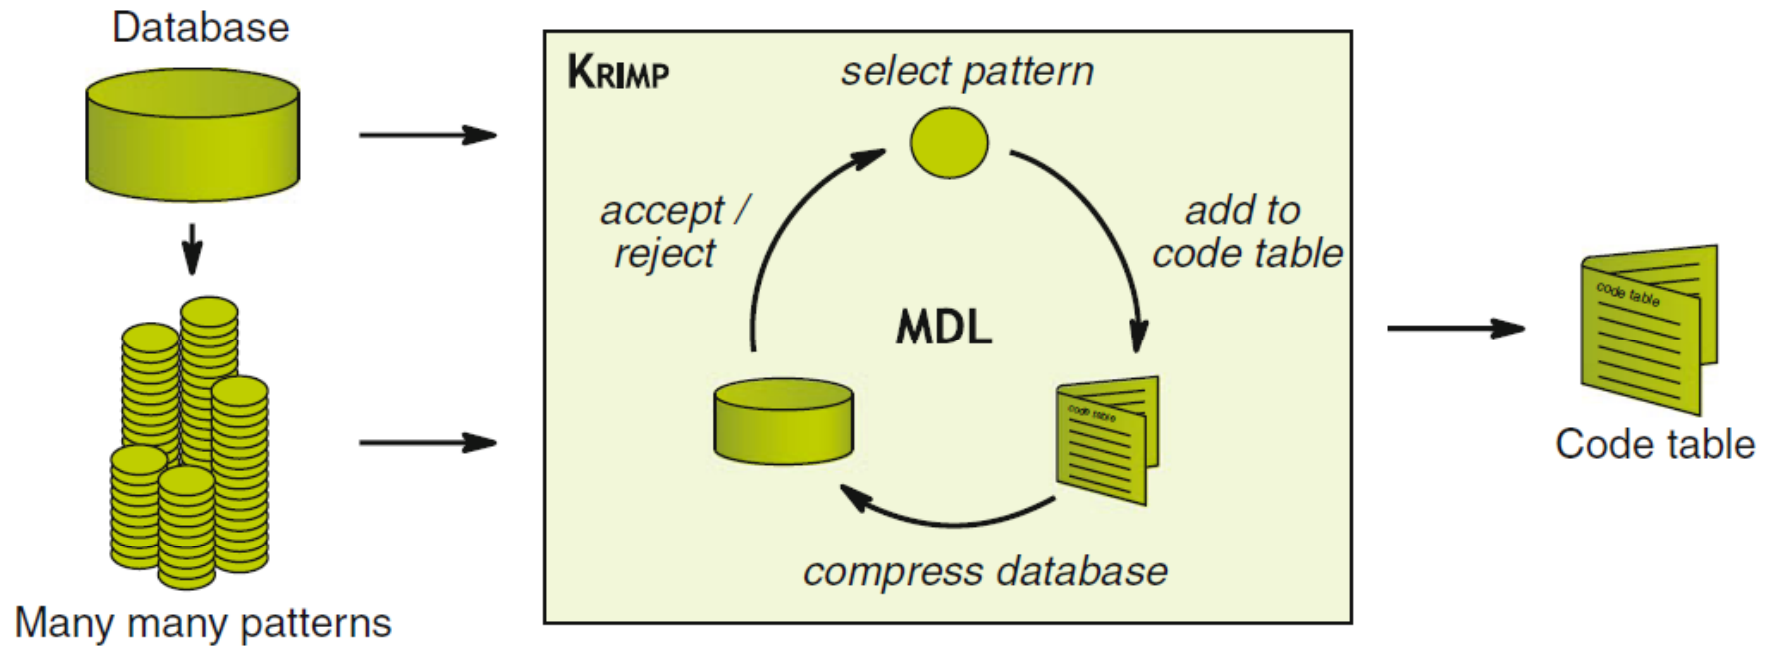 Database
Many many patterns
KRIMP
select pattern
add to
code table
code table
compress database
accept /
reject
MDL
code table
Code table